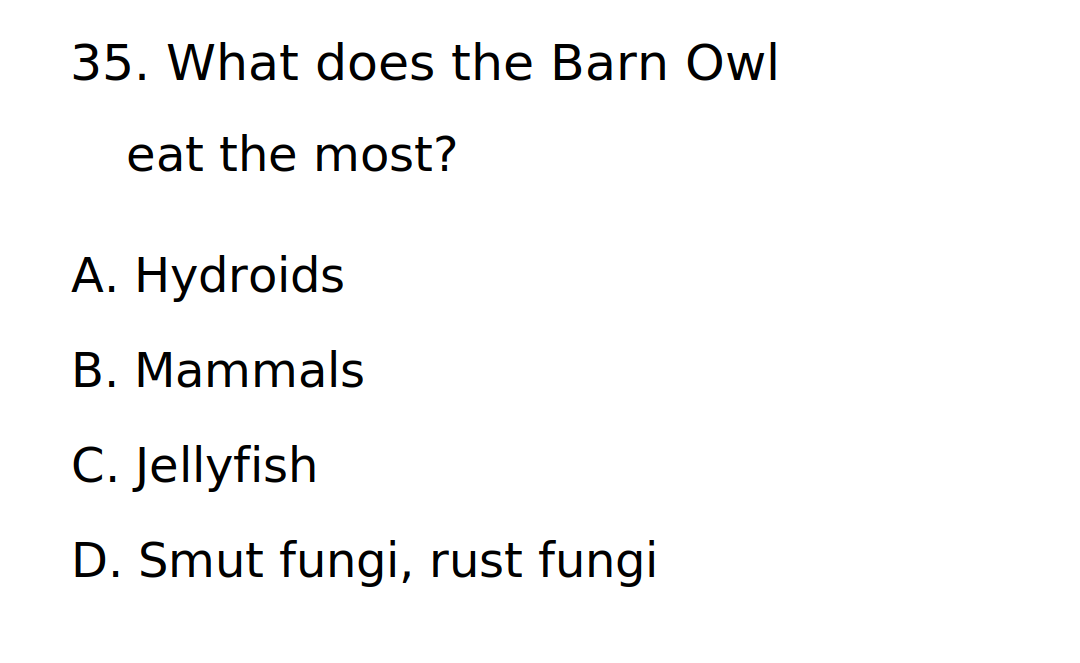 35. What does the Barn Owl
eat the most?
A. Hydroids
B. Mammals
C. Jellyfish
D. Smut fungi, rust fungi